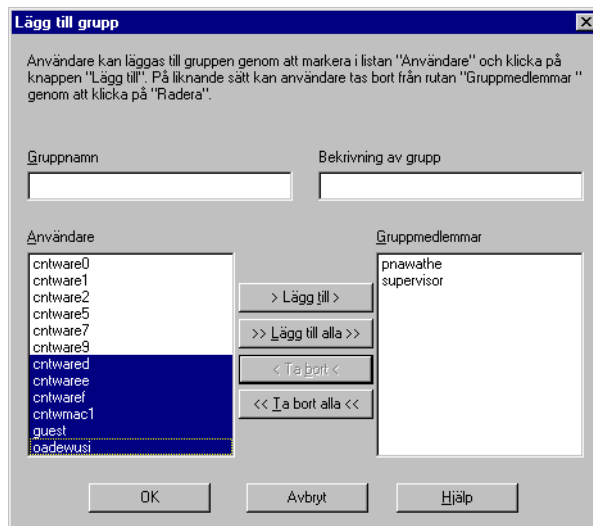 Lägg till grupp
Användare kan läggas till gruppen genom att markera i listan "Användare" och klicka på
knappen "Lägg till". På liknande sätt kan användare tas bort från rutan "Gruppmedlemmar "
genom att klicka på "Radera".
Gruppnamn
Bekrivning av grupp
Användare
Gruppmedlemmar
cntware0
cntware1
cntware2
cntware5
cntware7
cntware9
cntwared
cntwaree
cntwaref
cntwmac1
guest
oadewusi
> Lägg till >
>> Lägg till alla >>
< Ta bort <
<< Ta bort alla <<
pnawathe
supervisor
OK
Avbryt
Hjälp